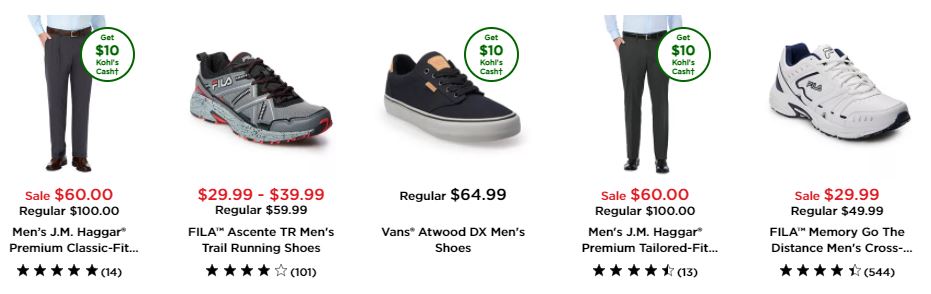 Get
$10
Kohl's
Cash†
Sale $60.00
Regular $100.00
Men's J.M. Haggar®
Premium Classic-Fit...
(14)
FILA
$29.99 - $39.99
Regular $59.99
FILA™ Ascente TR Men's
Trail Running Shoes
(101)
Get
$10
Kohl's
Cash†
Regular $64.99
Vans® Atwood DX Men's
Shoes
Get
$10
Kohl's
Cash†
Sale $60.00
Regular $100.00
Men's J.M. Haggar®
Premium Tailored-Fit...
(13)
FILA
Sale $29.99
Regular $49.99
FILA™ Memory Go The
Distance Men's Cross-...
(544)